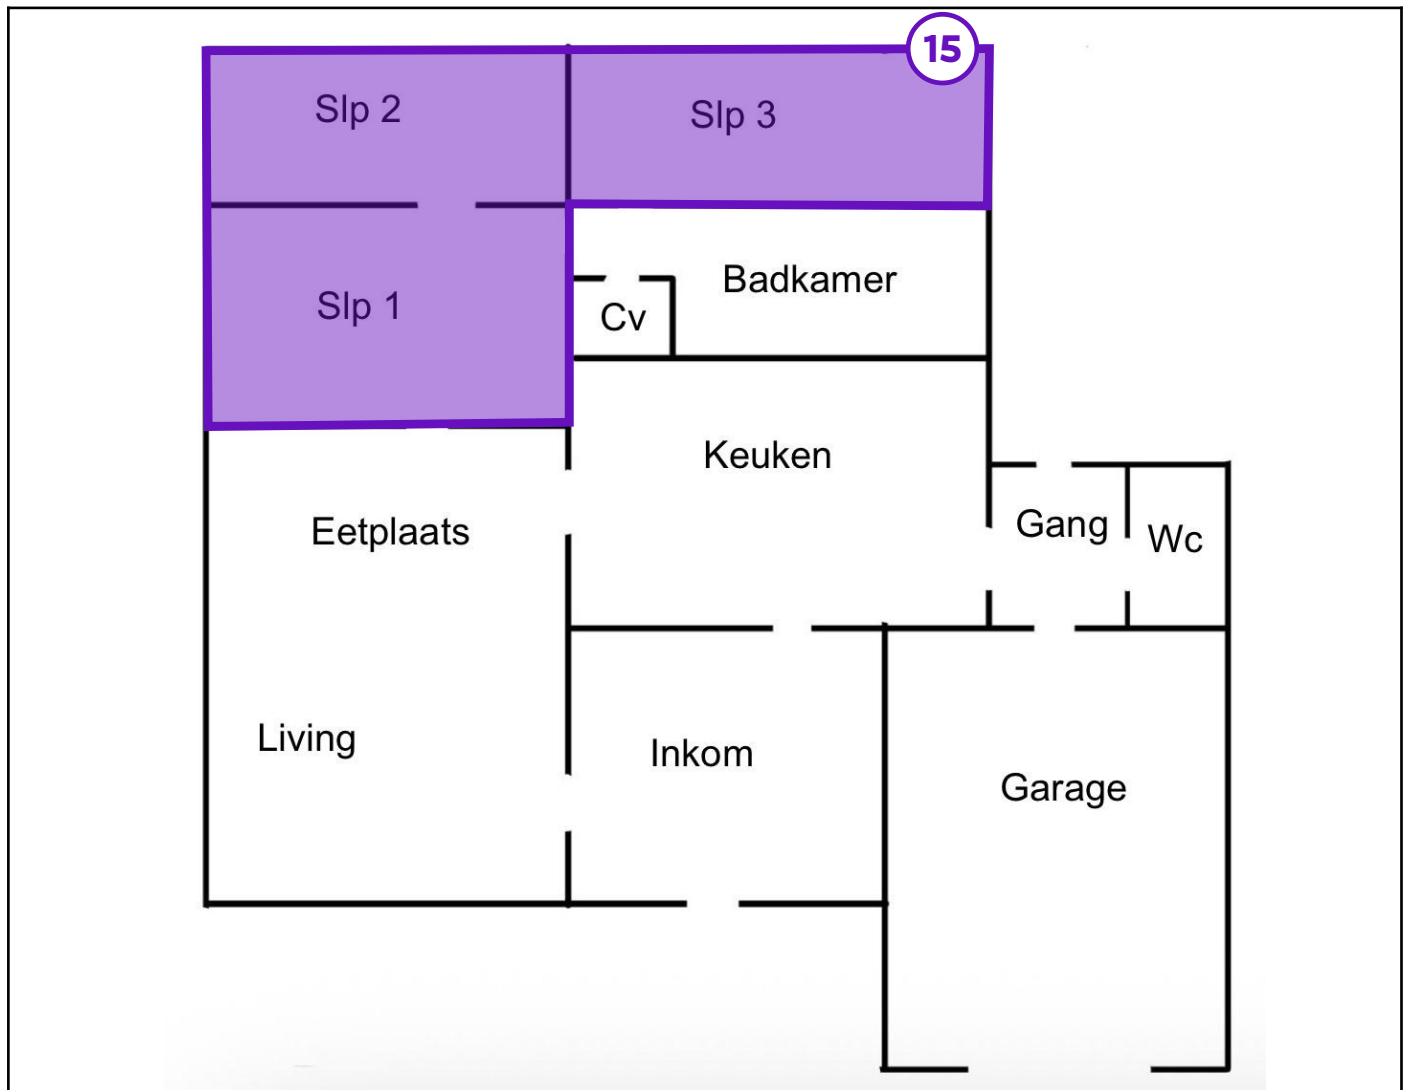 15
Slp 2
Slp 3
Slp 1
Badkamer
Cv
Keuken
Eetplaats
Gang
Wc
Living
Inkom
Garage